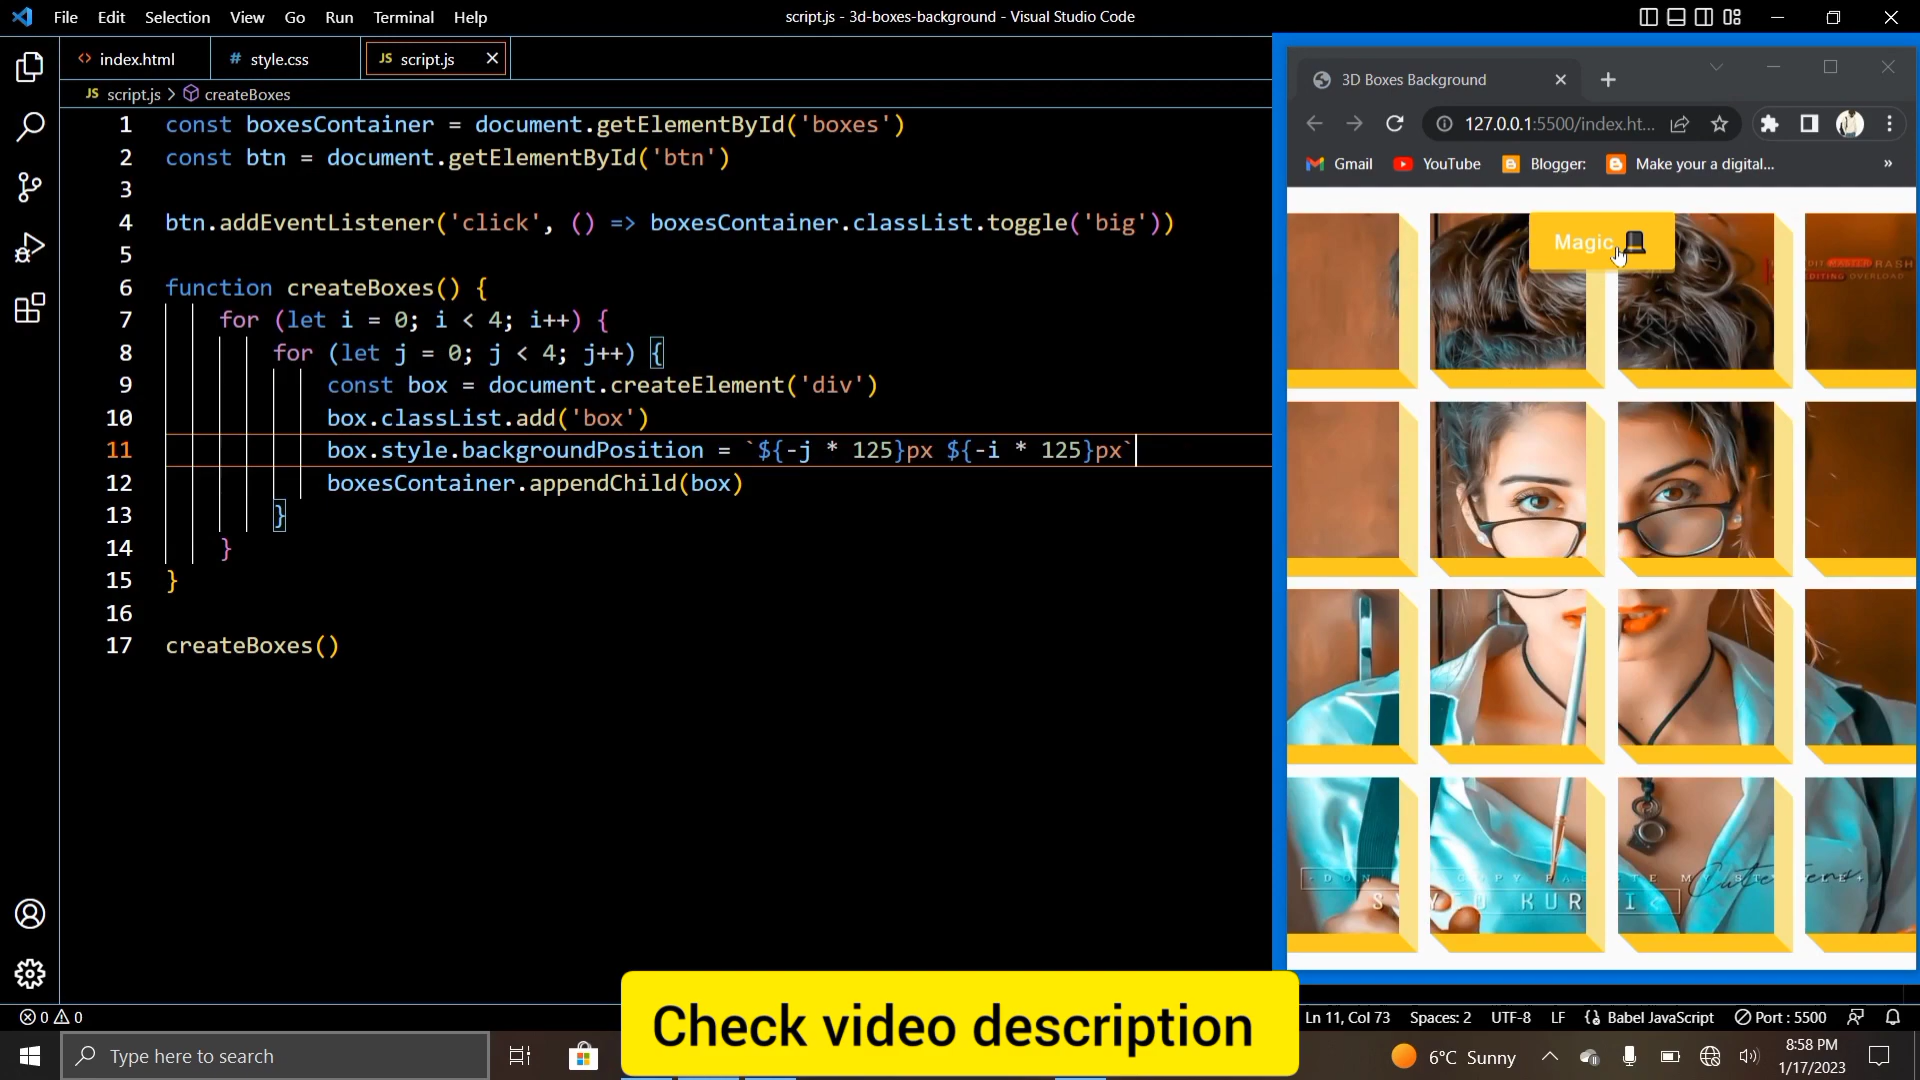 File Edit Selection View Go Run Terminal Help
script.js - 3d-boxes-background - Visual Studio Code
<> index.html
# style.css
JS script.js
JS script.js > createBoxes
1 const boxesContainer = document.getElementById('boxes')
2 const btn = document.getElementById('btn')
3
4 btn.addEventListener('click', () => boxesContainer.classList.toggle('big'))
5
6 function createBoxes() {
7 for (let i = 0; i < 4; i++) {
8 for (let j = 0; j < 4; j++) {
9 const box = document.createElement('div')
10 box.classList.add('box')
11 box.style.backgroundPosition = `${-j * 125}px ${-i * 125}px`
12 boxesContainer.appendChild(box)
13 }
14 }
15 }
16
17 createBoxes()
3D Boxes Background
127.0.0.1:5500/index.ht...
Gmail YouTube Blogger: Make your a digital... »
Magic
RASH
EDITING OVERLOAD
Check video description
0 0
Ln 11, Col 73 Spaces: 2 UTF-8 LF Babel JavaScript Port : 5500
Type here to search
6°C Sunny
8:58 PM
1/17/2023